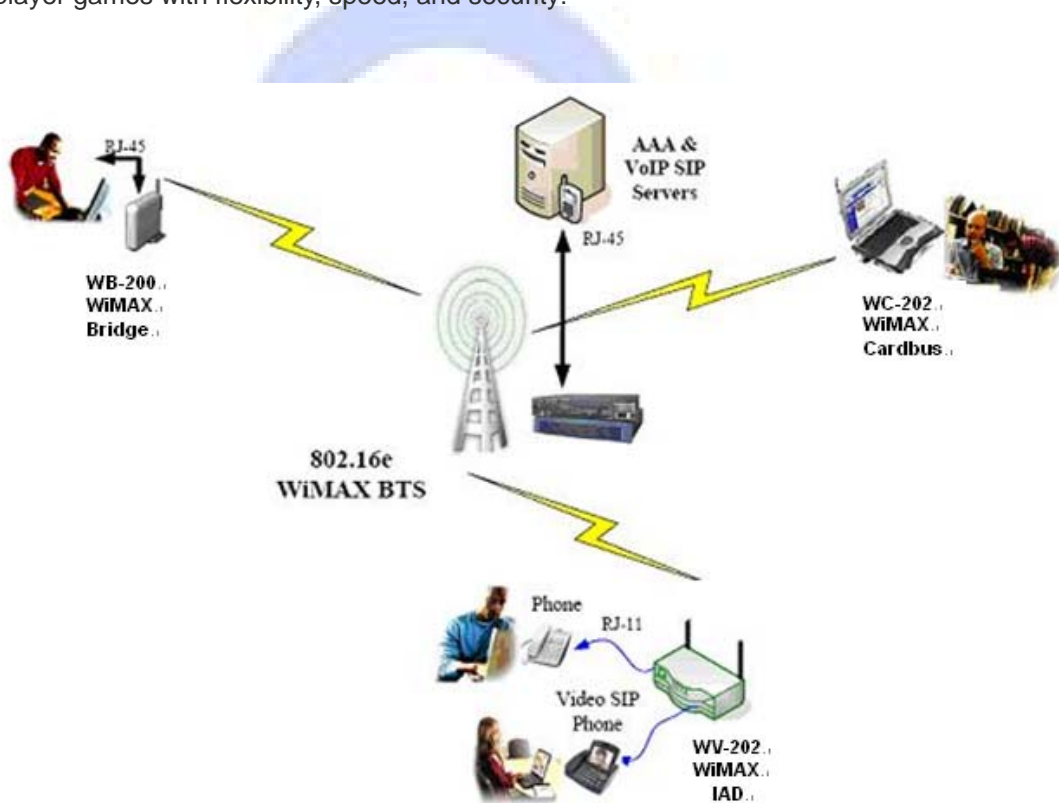 player games with flexibility, speed, and security.
RJ-45
AAA &
VoIP SIP
Servers
RJ-45
WB-200
WiMAX
Bridge
WC-202
WiMAX
Cardbus
802.16e
WiMAX BTS
Phone
RJ-11
Video SIP
Phone
WV-202
WiMAX
IAD